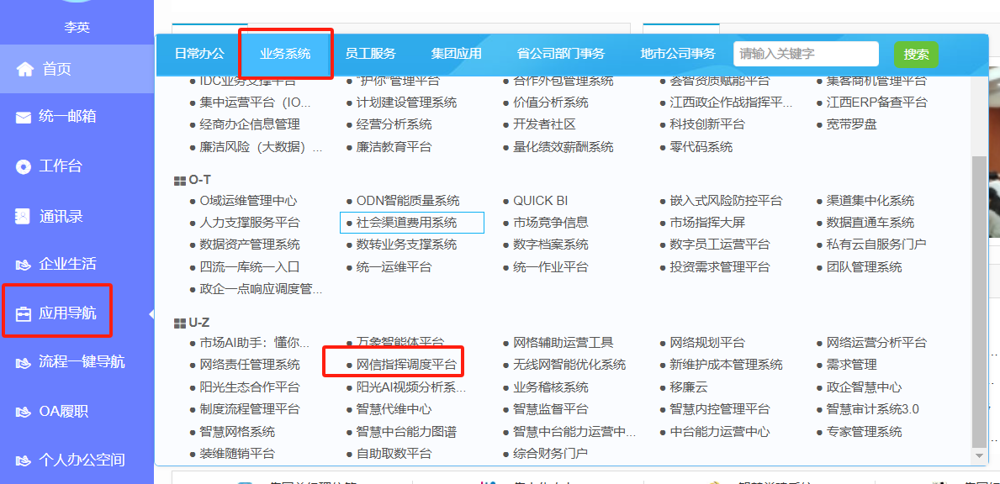 李英
首页
统一邮箱
工作台
通讯录
企业生活
应用导航
流程一键导航
OA履职
个人办公空间
日常办公 业务系统 员工服务 集团应用 省公司部门事务 地市公司事务 请输入关键字 搜索
IDC业务支撑平台 “护你”管理平台 合作外包管理系统 荟智资质赋能平台 集客商机管理平台
集中运营平台（IO... 计划建设管理系统 价值分析系统 江西政企作战指挥平... 江西ERP备查平台
经商办企信息管理 经营分析系统 开发者社区 科技创新平台 宽带罗盘
廉洁风险（大数据）... 廉洁教育平台 量化绩效薪酬系统 零代码系统
O-T
O域运维管理中心 ODN智能质量系统 QUICK BI 嵌入式风险防控平台 渠道集中化系统
人力支撑服务平台 社会渠道费用系统 市场竞争信息 市场指挥大屏 数据直通车系统
数据资产管理系统 数转业务支撑系统 数字档案系统 数字员工运营平台 私有云自服务门户
四流一库统一入口 统一运维平台 统一作业平台 投资需求管理平台 团队管理系统
政企一点响应调度管...
U-Z
市场AI助手：懂你... 万象智能体平台 网格辅助运营工具 网络规划平台 网络运营分析平台
网络责任管理系统 网信指挥调度平台 无线网智能优化系统 新维护成本管理系统 需求管理
阳光生态合作平台 阳光AI视频分析系... 业务稽核系统 移廉云 政企智慧中心
制度流程管理平台 智慧代维中心 智慧监督平台 智慧内控管理平台 智慧审计系统3.0
智慧网格系统 智慧中台能力图谱 智慧中台能力运营中... 中台能力运营中心 专家管理系统
装维随销平台 自助取数平台 综合财务门户